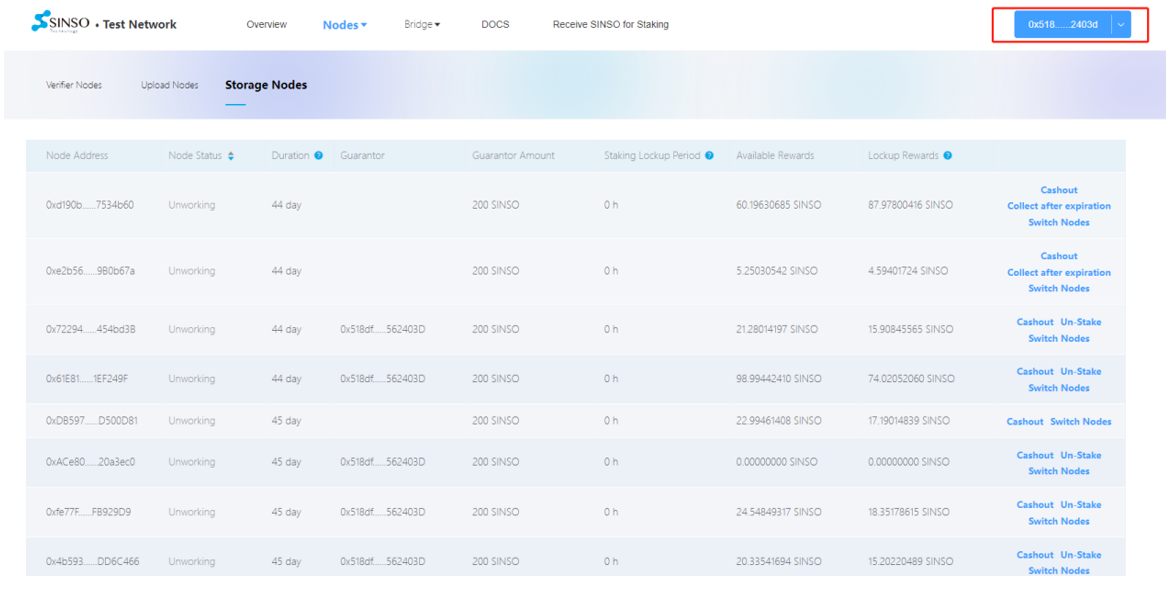 SINSO • Test Network Overview Nodes Bridge DOCS Receive SINSO for Staking 0x518......2403d
Technology
Verifier Nodes Upload Nodes Storage Nodes
Node Address Node Status Duration Guarantor Guarantor Amount Staking Lockup Period Available Rewards Lockup Rewards
0xd190b......7534b60 Unworking 44 day 200 SINSO 0 h 60.19630685 SINSO 87.97800416 SINSO Cashout
Collect after expiration
Switch Nodes
0xe2b56......9B0b67a Unworking 44 day 200 SINSO 0 h 5.25030542 SINSO 4.59401724 SINSO Cashout
Collect after expiration
Switch Nodes
0x72294......454bd3B Unworking 44 day 0x518df......562403D 200 SINSO 0 h 21.28014197 SINSO 15.90845565 SINSO Cashout Un-Stake
Switch Nodes
0x61E81......1EF249F Unworking 44 day 0x518df......562403D 200 SINSO 0 h 98.99442410 SINSO 74.02052060 SINSO Cashout Un-Stake
Switch Nodes
0xDB597......D500D81 Unworking 45 day 200 SINSO 0 h 22.99461408 SINSO 17.19014839 SINSO Cashout Switch Nodes
0xACe80......20a3ec0 Unworking 45 day 0x518df......562403D 200 SINSO 0 h 0.00000000 SINSO 0.00000000 SINSO Cashout Un-Stake
Switch Nodes
0xfe77F......FB929D9 Unworking 45 day 0x518df......562403D 200 SINSO 0 h 24.54849317 SINSO 18.35178615 SINSO Cashout Un-Stake
Switch Nodes
0x4b593......DD6C466 Unworking 45 day 0x518df......562403D 200 SINSO 0 h 20.33541694 SINSO 15.20220489 SINSO Cashout Un-Stake
Switch Nodes